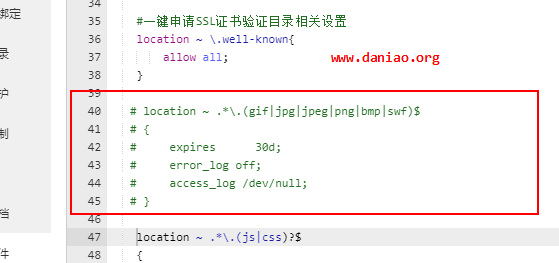 绑定
录
护
制
档
件
34
35 #一键申请SSL证书验证目录相关设置
36 location ~ \.well-known{
37 allow all;
www.daniao.org
38 }
39
40 # location ~ .*\.(gif|jpg|jpeg|png|bmp|swf)$
41 # {
42 # expires 30d;
43 # error_log off;
44 # access_log /dev/null;
45 # }
46
47 location ~ .*\.(js|css)?$
48 {